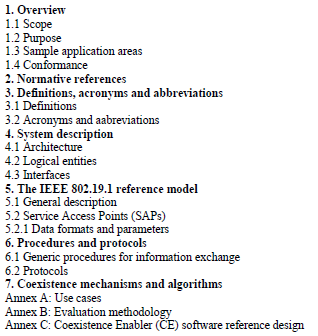 1. Overview
1.1 Scope
1.2 Purpose
1.3 Sample application areas
1.4 Conformance
2. Normative references
3. Definitions, acronyms and abbreviations
3.1 Definitions
3.2 Acronyms and aabreviations
4. System description
4.1 Architecture
4.2 Logical entities
4.3 Interfaces
5. The IEEE 802.19.1 reference model
5.1 General description
5.2 Service Access Points (SAPs)
5.2.1 Data formats and parameters
6. Procedures and protocols
6.1 Generic procedures for information exchange
6.2 Protocols
7. Coexistence mechanisms and algorithms
Annex A: Use cases
Annex B: Evaluation methodology
Annex C: Coexistence Enabler (CE) software reference design